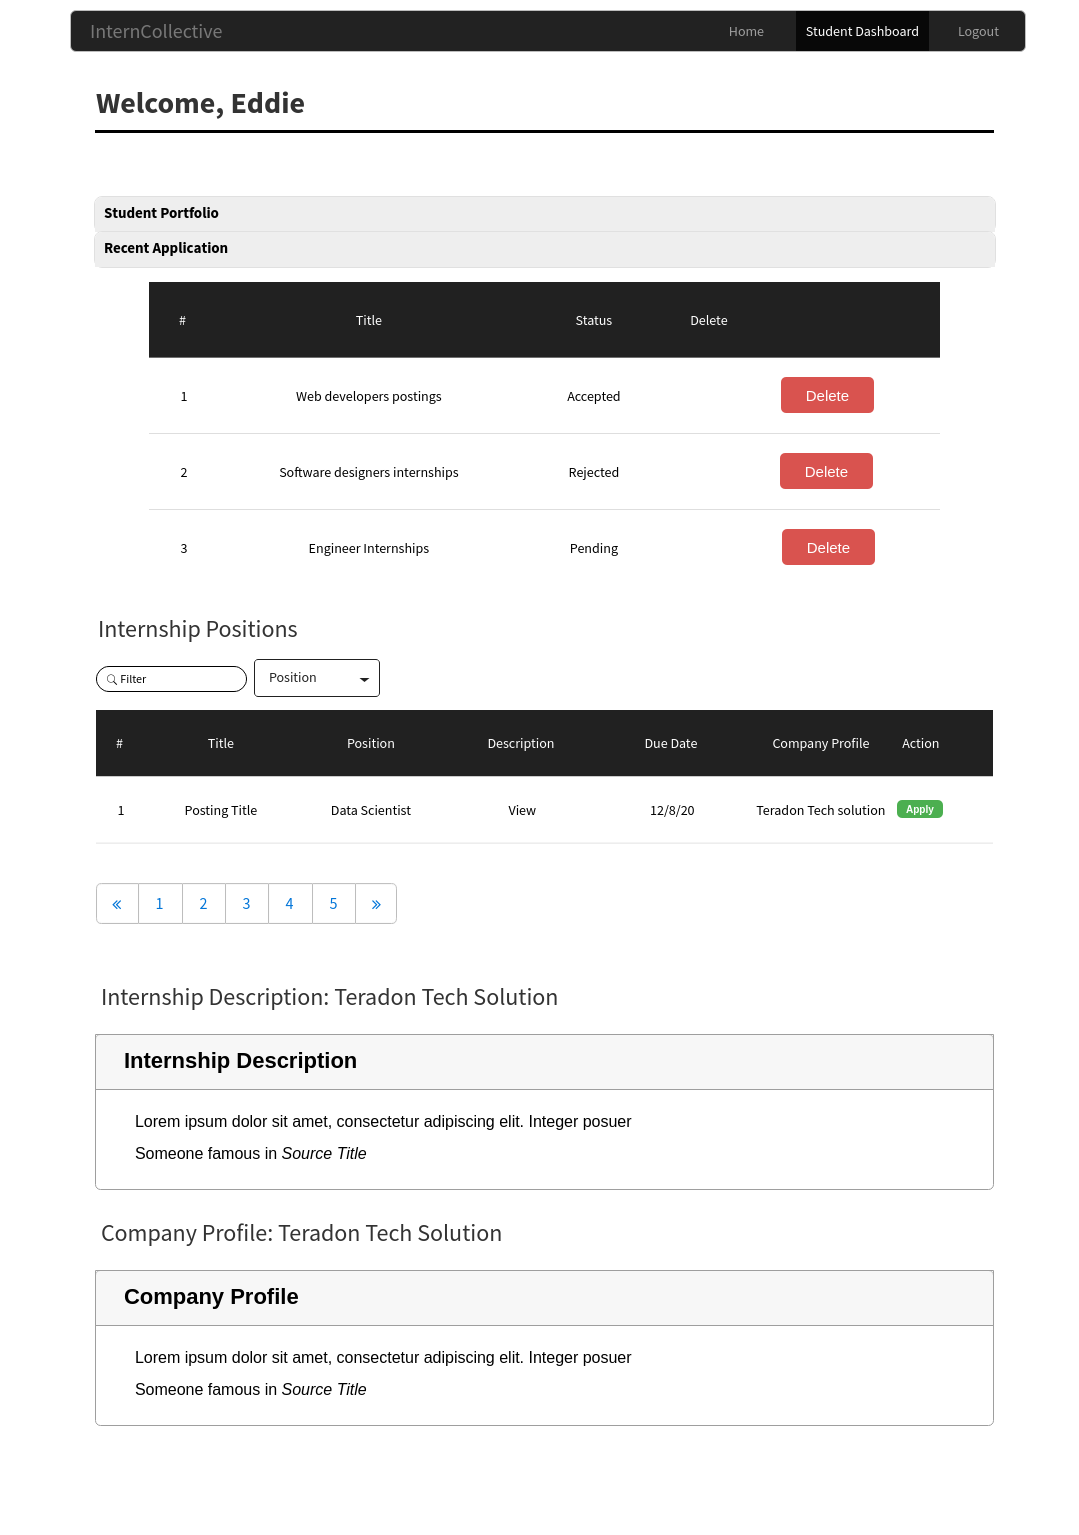 InternCollective Home Student Dashboard Logout
Welcome, Eddie
Student Portfolio
Recent Application
# Title Status Delete
1 Web developers postings Accepted Delete
2 Software designers internships Rejected Delete
3 Engineer Internships Pending Delete
Internship Positions
Filter Position
# Title Position Description Due Date Company Profile Action
1 Posting Title Data Scientist View 12/8/20 Teradon Tech solution Apply
« 1 2 3 4 5 »
Internship Description: Teradon Tech Solution
Internship Description
Lorem ipsum dolor sit amet, consectetur adipiscing elit. Integer posuer
Someone famous in Source Title
Company Profile: Teradon Tech Solution
Company Profile
Lorem ipsum dolor sit amet, consectetur adipiscing elit. Integer posuer
Someone famous in Source Title